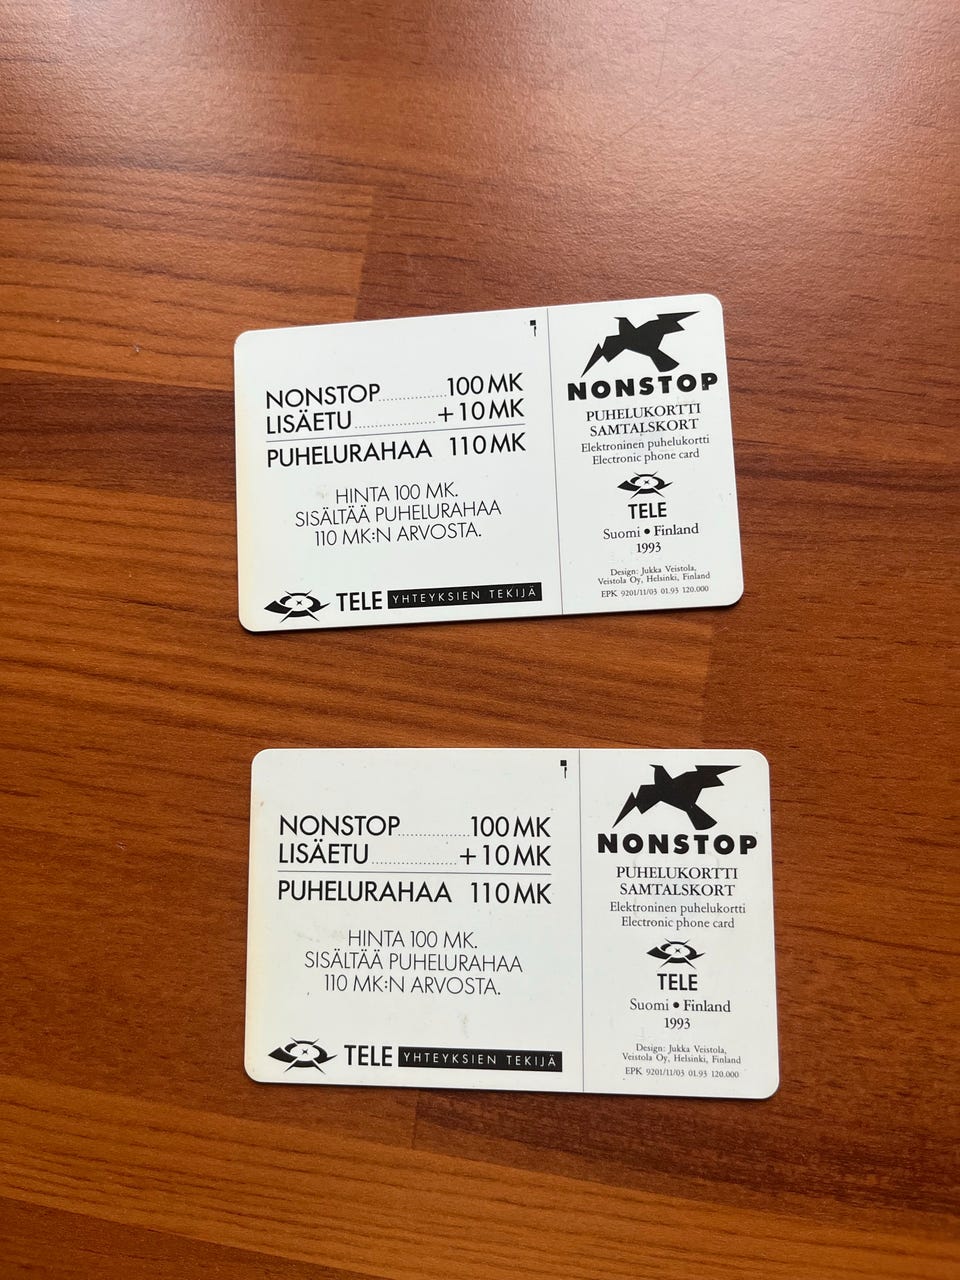 NONSTOP....................100 MK
LISÄETU........................+ 10 MK
PUHELURAHAA 110 MK
HINTA 100 MK.
SISÄLTÄÄ PUHELURAHAA
110 MK:N ARVOSTA.
TELE YHTEYKSIEN TEKIJÄ
NONSTOP
PUHELUKORTTI
SAMTALSKORT
Elektroninen puhelukortti
Electronic phone card
TELE
Suomi • Finland
1993
Design: Jukka Veistola,
Veistola Oy, Helsinki, Finland
EPK 9201/11/03 01.93 120.000
NONSTOP....................100 MK
LISÄETU........................+ 10 MK
PUHELURAHAA 110 MK
HINTA 100 MK.
SISÄLTÄÄ PUHELURAHAA
110 MK:N ARVOSTA.
TELE YHTEYKSIEN TEKIJÄ
NONSTOP
PUHELUKORTTI
SAMTALSKORT
Elektroninen puhelukortti
Electronic phone card
TELE
Suomi • Finland
1993
Design: Jukka Veistola,
Veistola Oy, Helsinki, Finland
EPK 9201/11/03 01.93 120.000